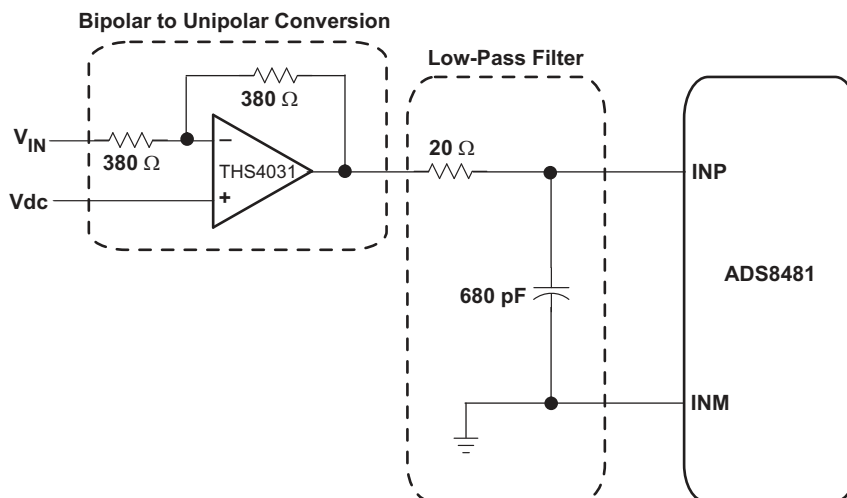 Bipolar to Unipolar Conversion
Low-Pass Filter
380 Ω
V_IN
380 Ω
−
THS4031
+
Vdc
20 Ω
680 pF
INP
ADS8481
INM